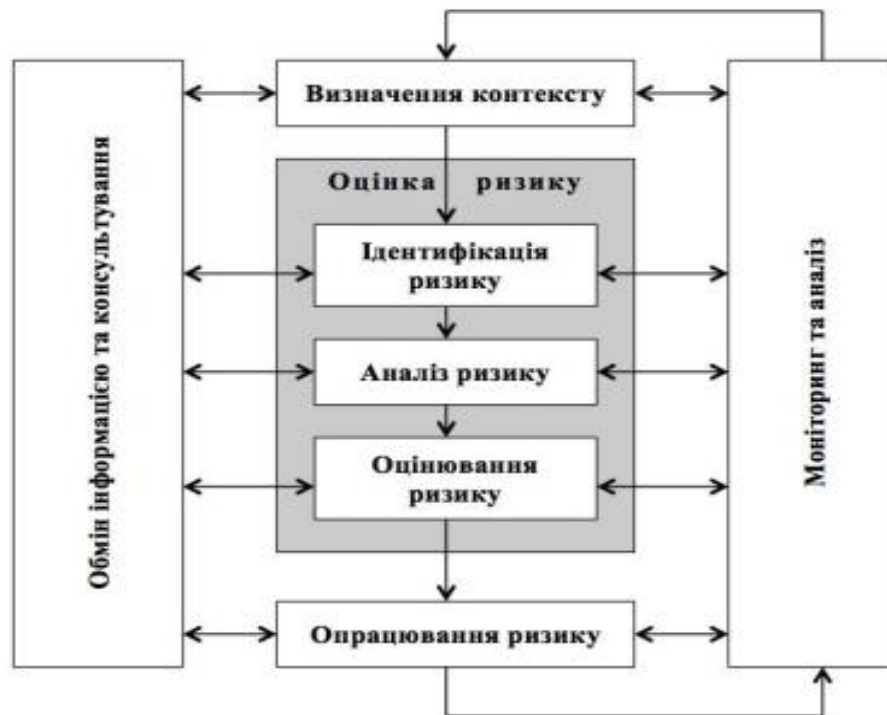 Визначення контексту
Оцінка ризику
Ідентифікація
ризику
Аналіз ризику
Оцінювання
ризику
Опрацювання ризику
Обмін інформацією та консультування
Моніторинг та аналіз